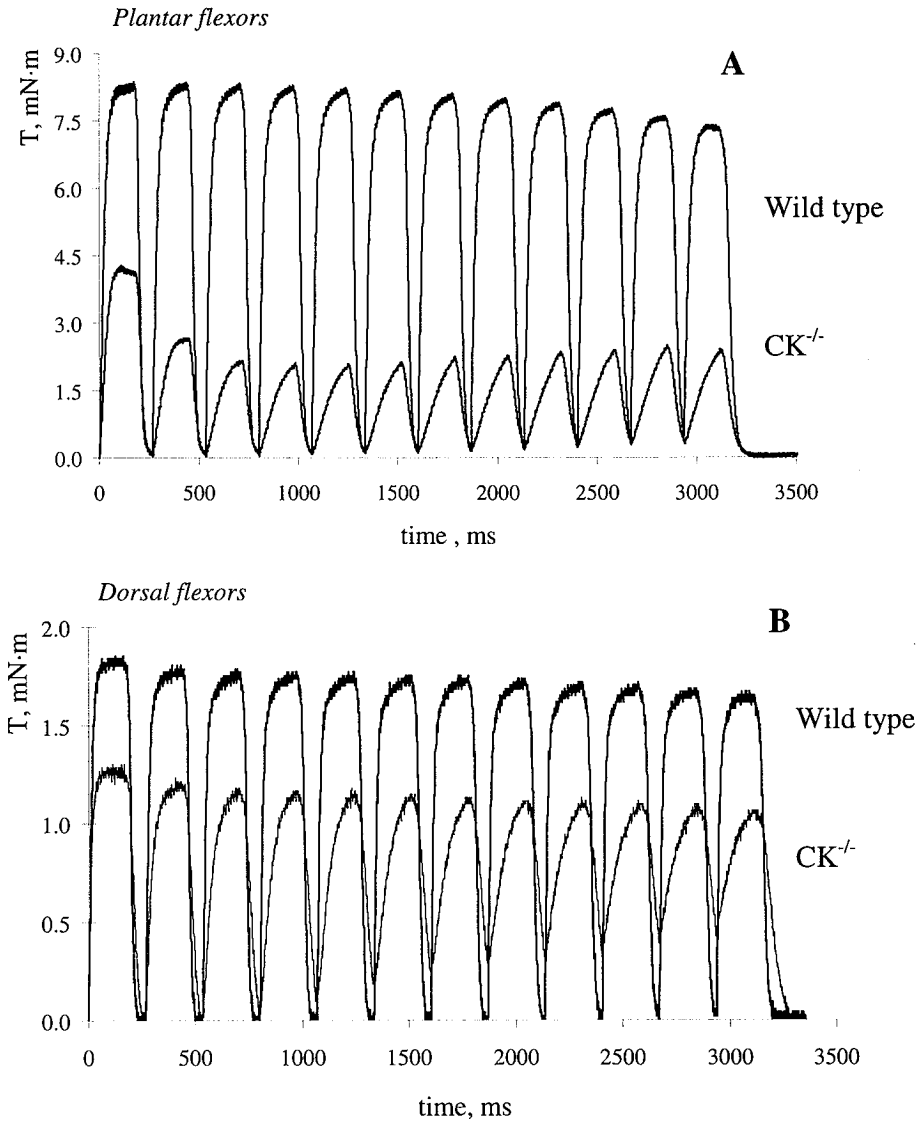 Plantar flexors
A
T, mN·m
9.0
7.5
6.0
4.5
3.0
1.5
0.0
Wild type
CK-/-
0 500 1000 1500 2000 2500 3000 3500
time , ms
Dorsal flexors
B
T, mN·m
2.0
1.5
1.0
0.5
0.0
Wild type
CK-/-
0 500 1000 1500 2000 2500 3000 3500
time, ms